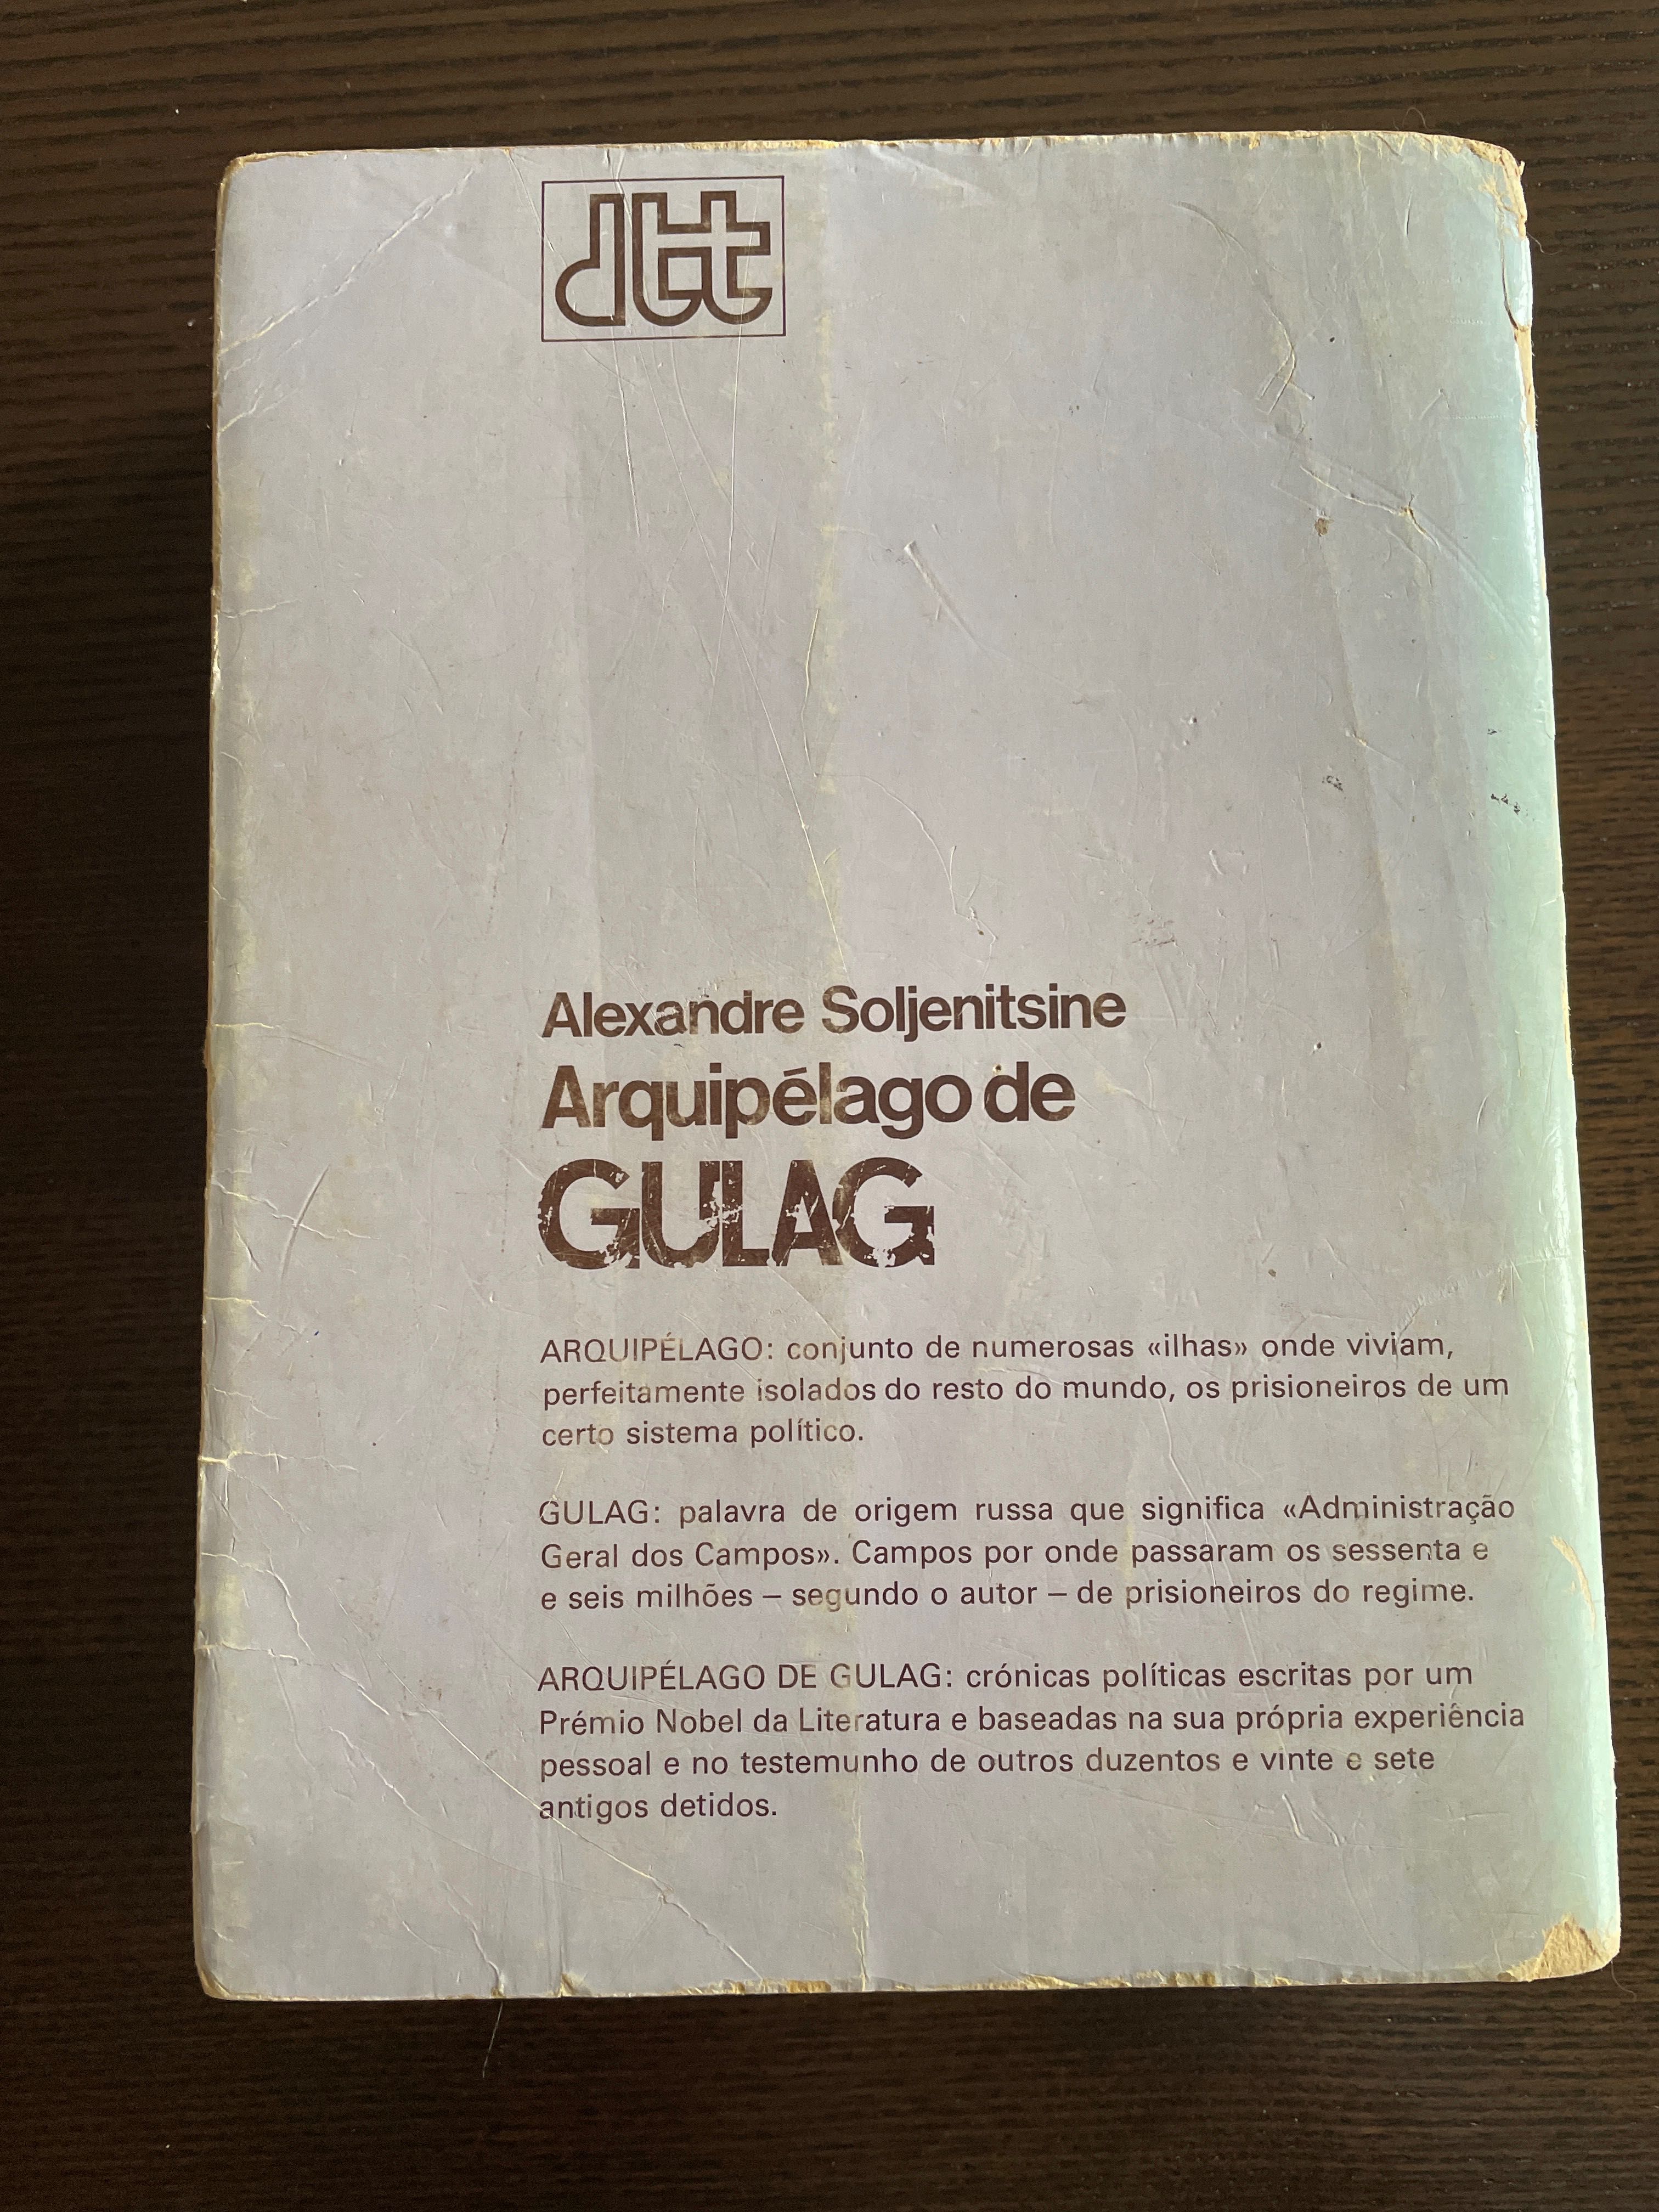 dtt
Alexandre Soljenitsine
Arquipélago de
GULAG
ARQUIPÉLAGO: conjunto de numerosas «ilhas» onde viviam,
perfeitamente isolados do resto do mundo, os prisioneiros de um
certo sistema político.
GULAG: palavra de origem russa que significa «Administração
Geral dos Campos». Campos por onde passaram os sessenta e
e seis milhões – segundo o autor – de prisioneiros do regime.
ARQUIPÉLAGO DE GULAG: crónicas políticas escritas por um
Prémio Nobel da Literatura e baseadas na sua própria experiência
pessoal e no testemunho de outros duzentos e vinte e sete
antigos detidos.